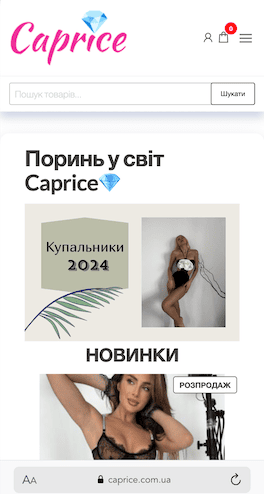 Caprice
0
Пошук товарів...
Шукати
Поринь у світ
Caprice💎
Купальники
2024
НОВИНКИ
РОЗПРОДАЖ
AA
caprice.com.ua